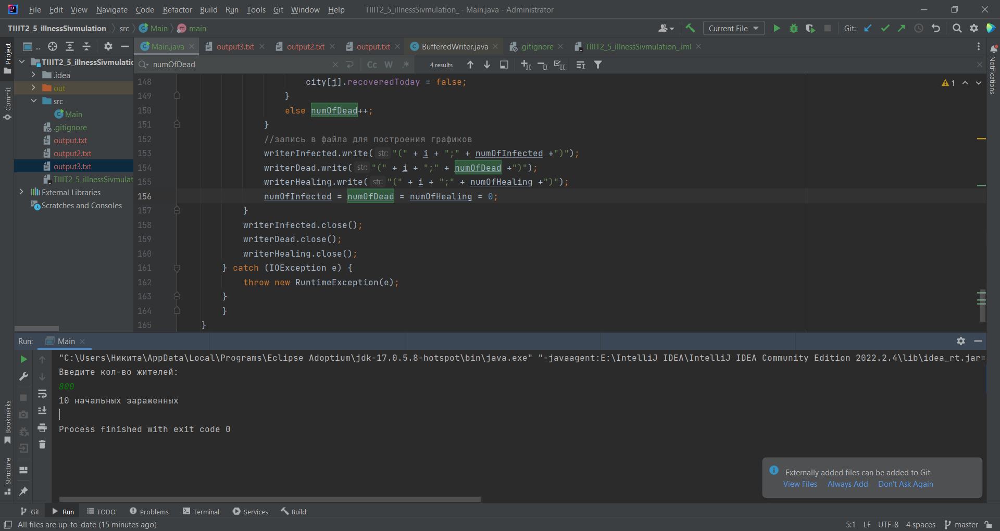 File Edit View Navigate Code Refactor Build Run Tools Git Window Help TIIIT2_5_illnessSivmulation_ - Main.java - Administrator
TIIIT2_5_illnessSivmulation_ src Main main Current File Git:
Project
... Main.java output3.txt output2.txt output.txt BufferedWriter.java .gitignore TIIIT2_5_illnessSivmulation_.iml
Notifications
TIIIT2_5_illnessSivmulatic
numOfDead Cc W .* 4 results
.idea
out
Commit
src
Main
.gitignore
output.txt
output2.txt
output3.txt
TIIIT2_5_illnessSivmulat
External Libraries
Scratches and Consoles
148 city[j].recoveredToday = false; 1
149 }
150 else numOfDead++;
151 }
152 //запись в файла для построения графиков
153 writerInfected.write( str: "(" + i + ";" + numOfInfected +")");
154 writerDead.write( str: "(" + i + ";" + numOfDead +")");
155 writerHealing.write( str: "(" + i + ";" + numOfHealing +")");
156 numOfInfected = numOfDead = numOfHealing = 0;
157 }
158 writerInfected.close();
159 writerDead.close();
160 writerHealing.close();
161 } catch (IOException e) {
162 throw new RuntimeException(e);
163 }
164 }
165 }
Run: Main
"C:\Users\Никита\AppData\Local\Programs\Eclipse Adoptium\jdk-17.0.5.8-hotspot\bin\java.exe" "-javaagent:E:\IntelliJ IDEA\IntelliJ IDEA Community Edition 2022.2.4\lib\idea_rt.jar=
Введите кол-во жителей:
800
10 начальных зараженных
Process finished with exit code 0
Bookmarks
Structure
Externally added files can be added to Git
View Files Always Add Don't Ask Again
Git Run TODO Problems Terminal Services Build
All files are up-to-date (15 minutes ago) 5:1 LF UTF-8 4 spaces master